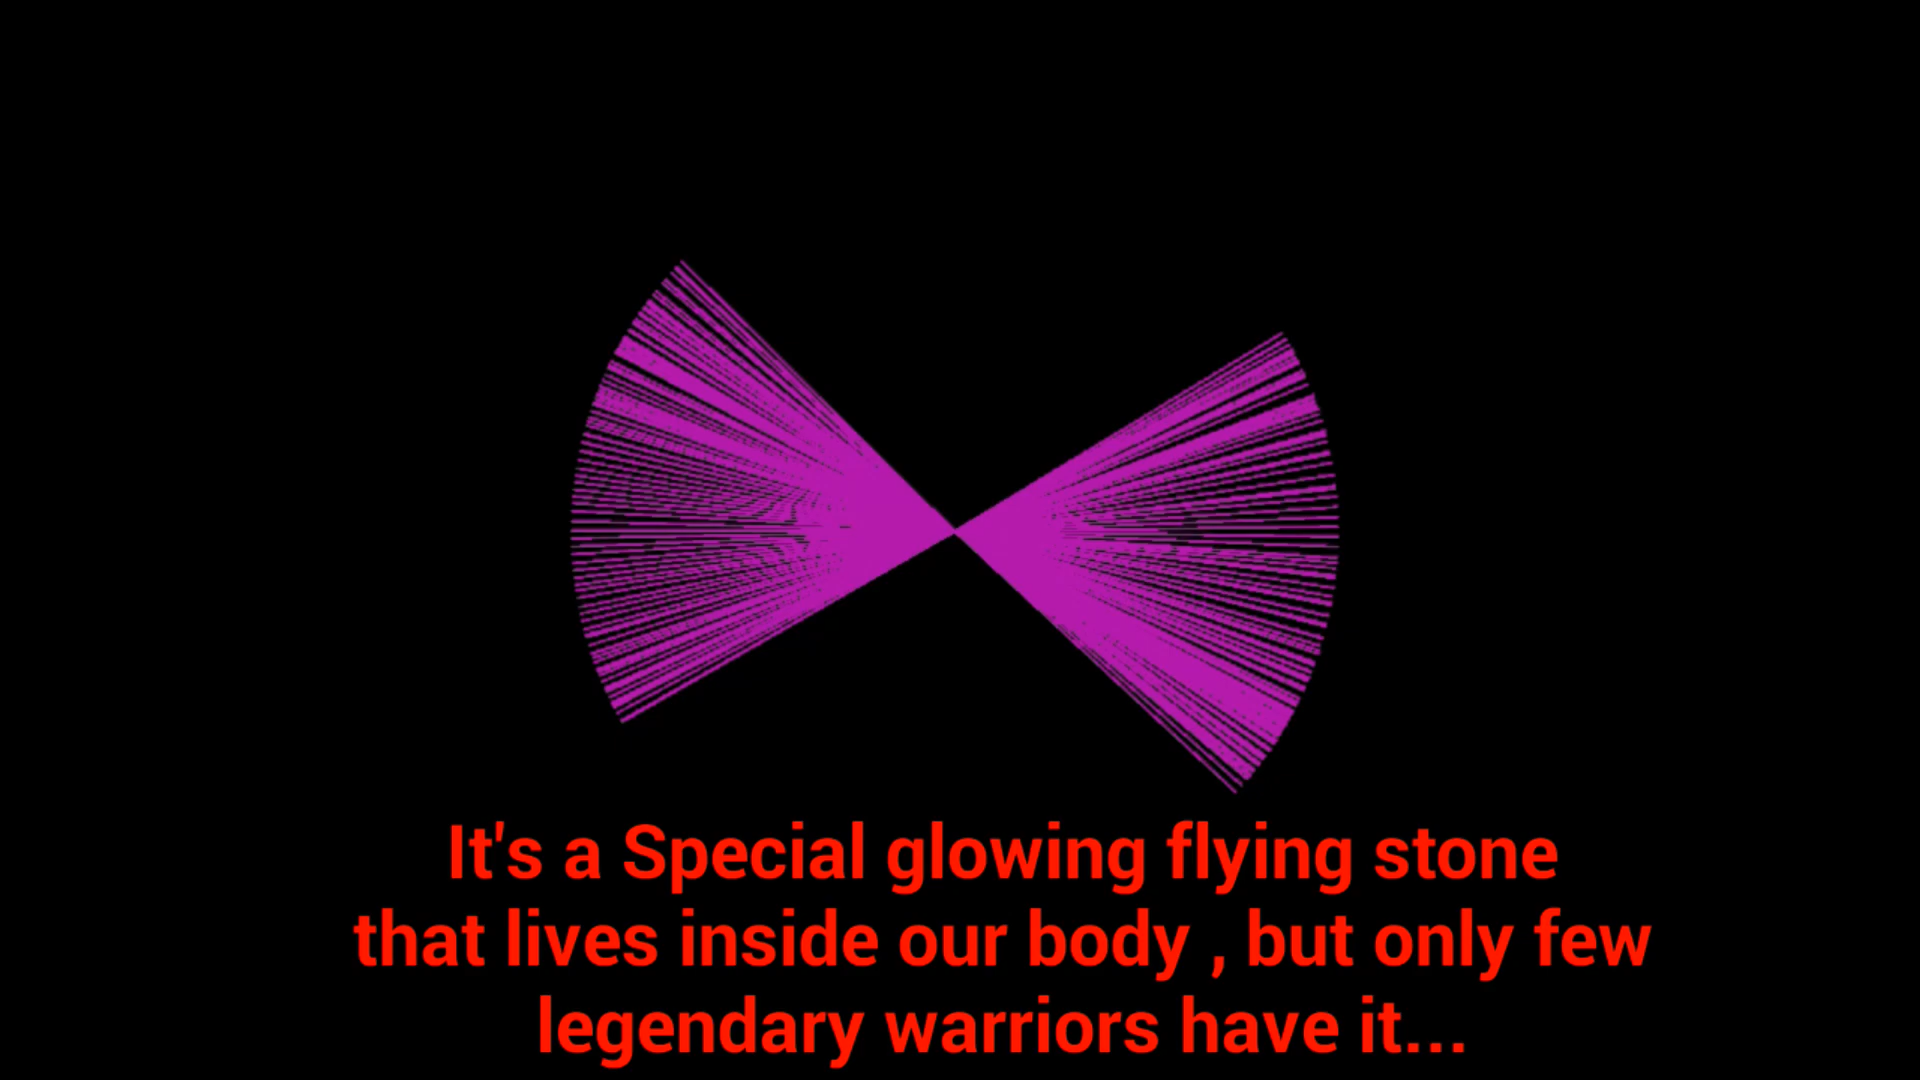 It's a Special glowing flying stone
that lives inside our body , but only few
legendary warriors have it...